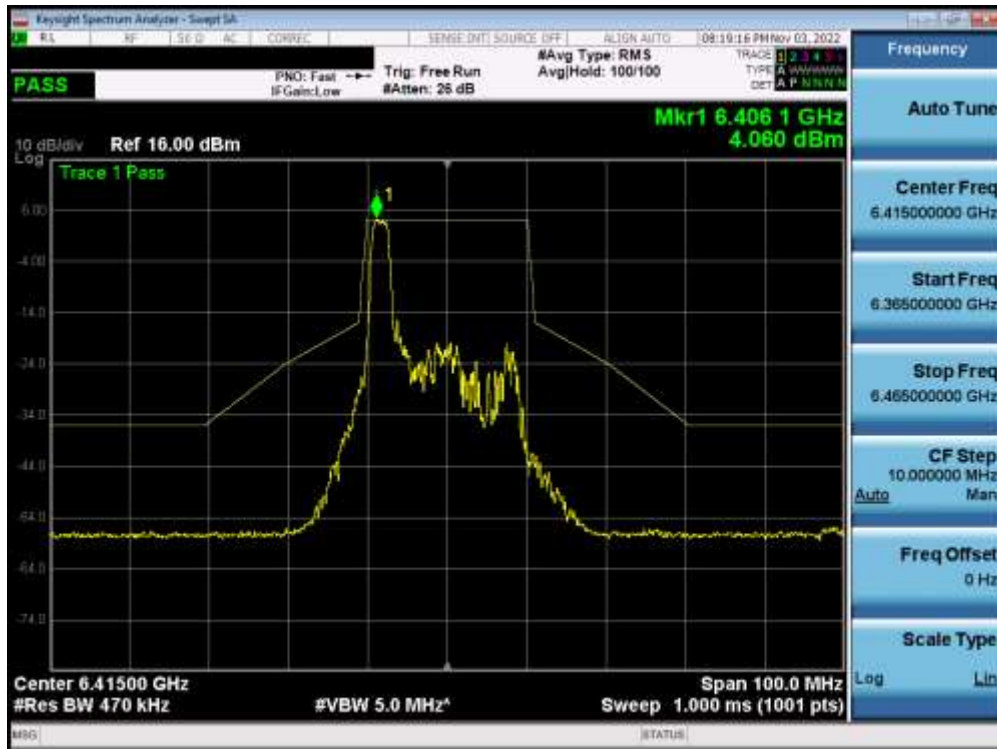 Keysight Spectrum Analyzer - Swept SA
RL RF 50 Ω AC CORREC SENSE:INT SOURCE OFF ALIGN AUTO 08:19:16 PM Nov 03, 2022
PASS
PNO: Fast
IFGain:Low
Trig: Free Run
#Atten: 26 dB
#Avg Type: RMS
Avg|Hold: 100/100
TRACE 1 2 3 4 5 6
TYPE A WWWWW
DET A P N N N N
Mkr1 6.406 1 GHz
4.060 dBm
10 dB/div Ref 16.00 dBm
Log
Trace 1 Pass
1
6.00
-4.00
-14.0
-24.0
-34.0
-44.0
-54.0
-64.0
-74.0
Center 6.41500 GHz
Span 100.0 MHz
#Res BW 470 kHz
#VBW 5.0 MHz*
Sweep 1.000 ms (1001 pts)
MSG
STATUS
Frequency
Auto Tune
Center Freq
6.415000000 GHz
Start Freq
6.365000000 GHz
Stop Freq
6.465000000 GHz
CF Step
10.000000 MHz
Auto Man
Freq Offset
0 Hz
Scale Type
Log Lin